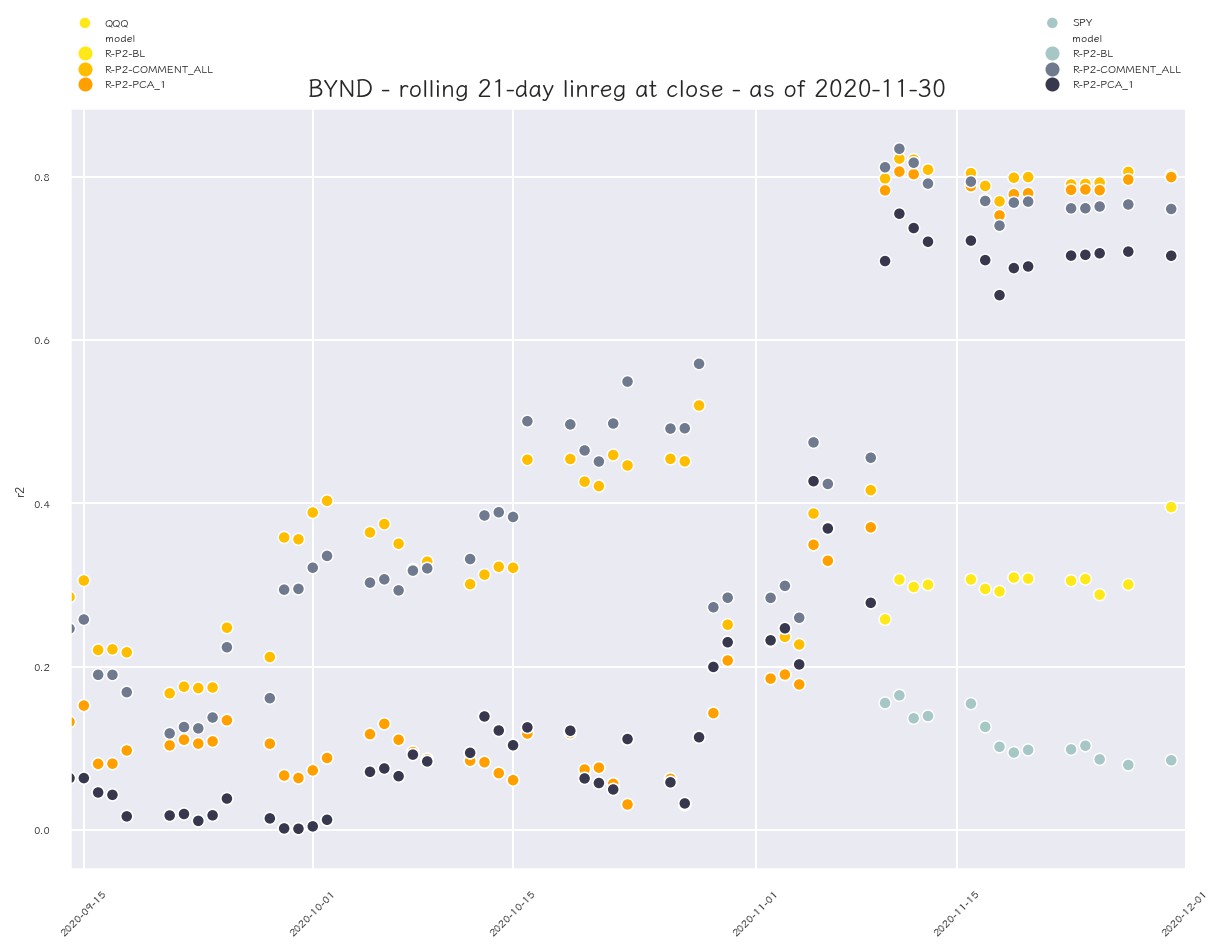 QQQ
model
R-P2-BL
R-P2-COMMENT_ALL
R-P2-PCA_1
SPY
model
R-P2-BL
R-P2-COMMENT_ALL
R-P2-PCA_1
BYND - rolling 21-day linreg at close - as of 2020-11-30
0.8
0.6
r2
0.4
0.2
0.0
2020-09-15
2020-10-01
2020-10-15
2020-11-01
2020-11-15
2020-12-01